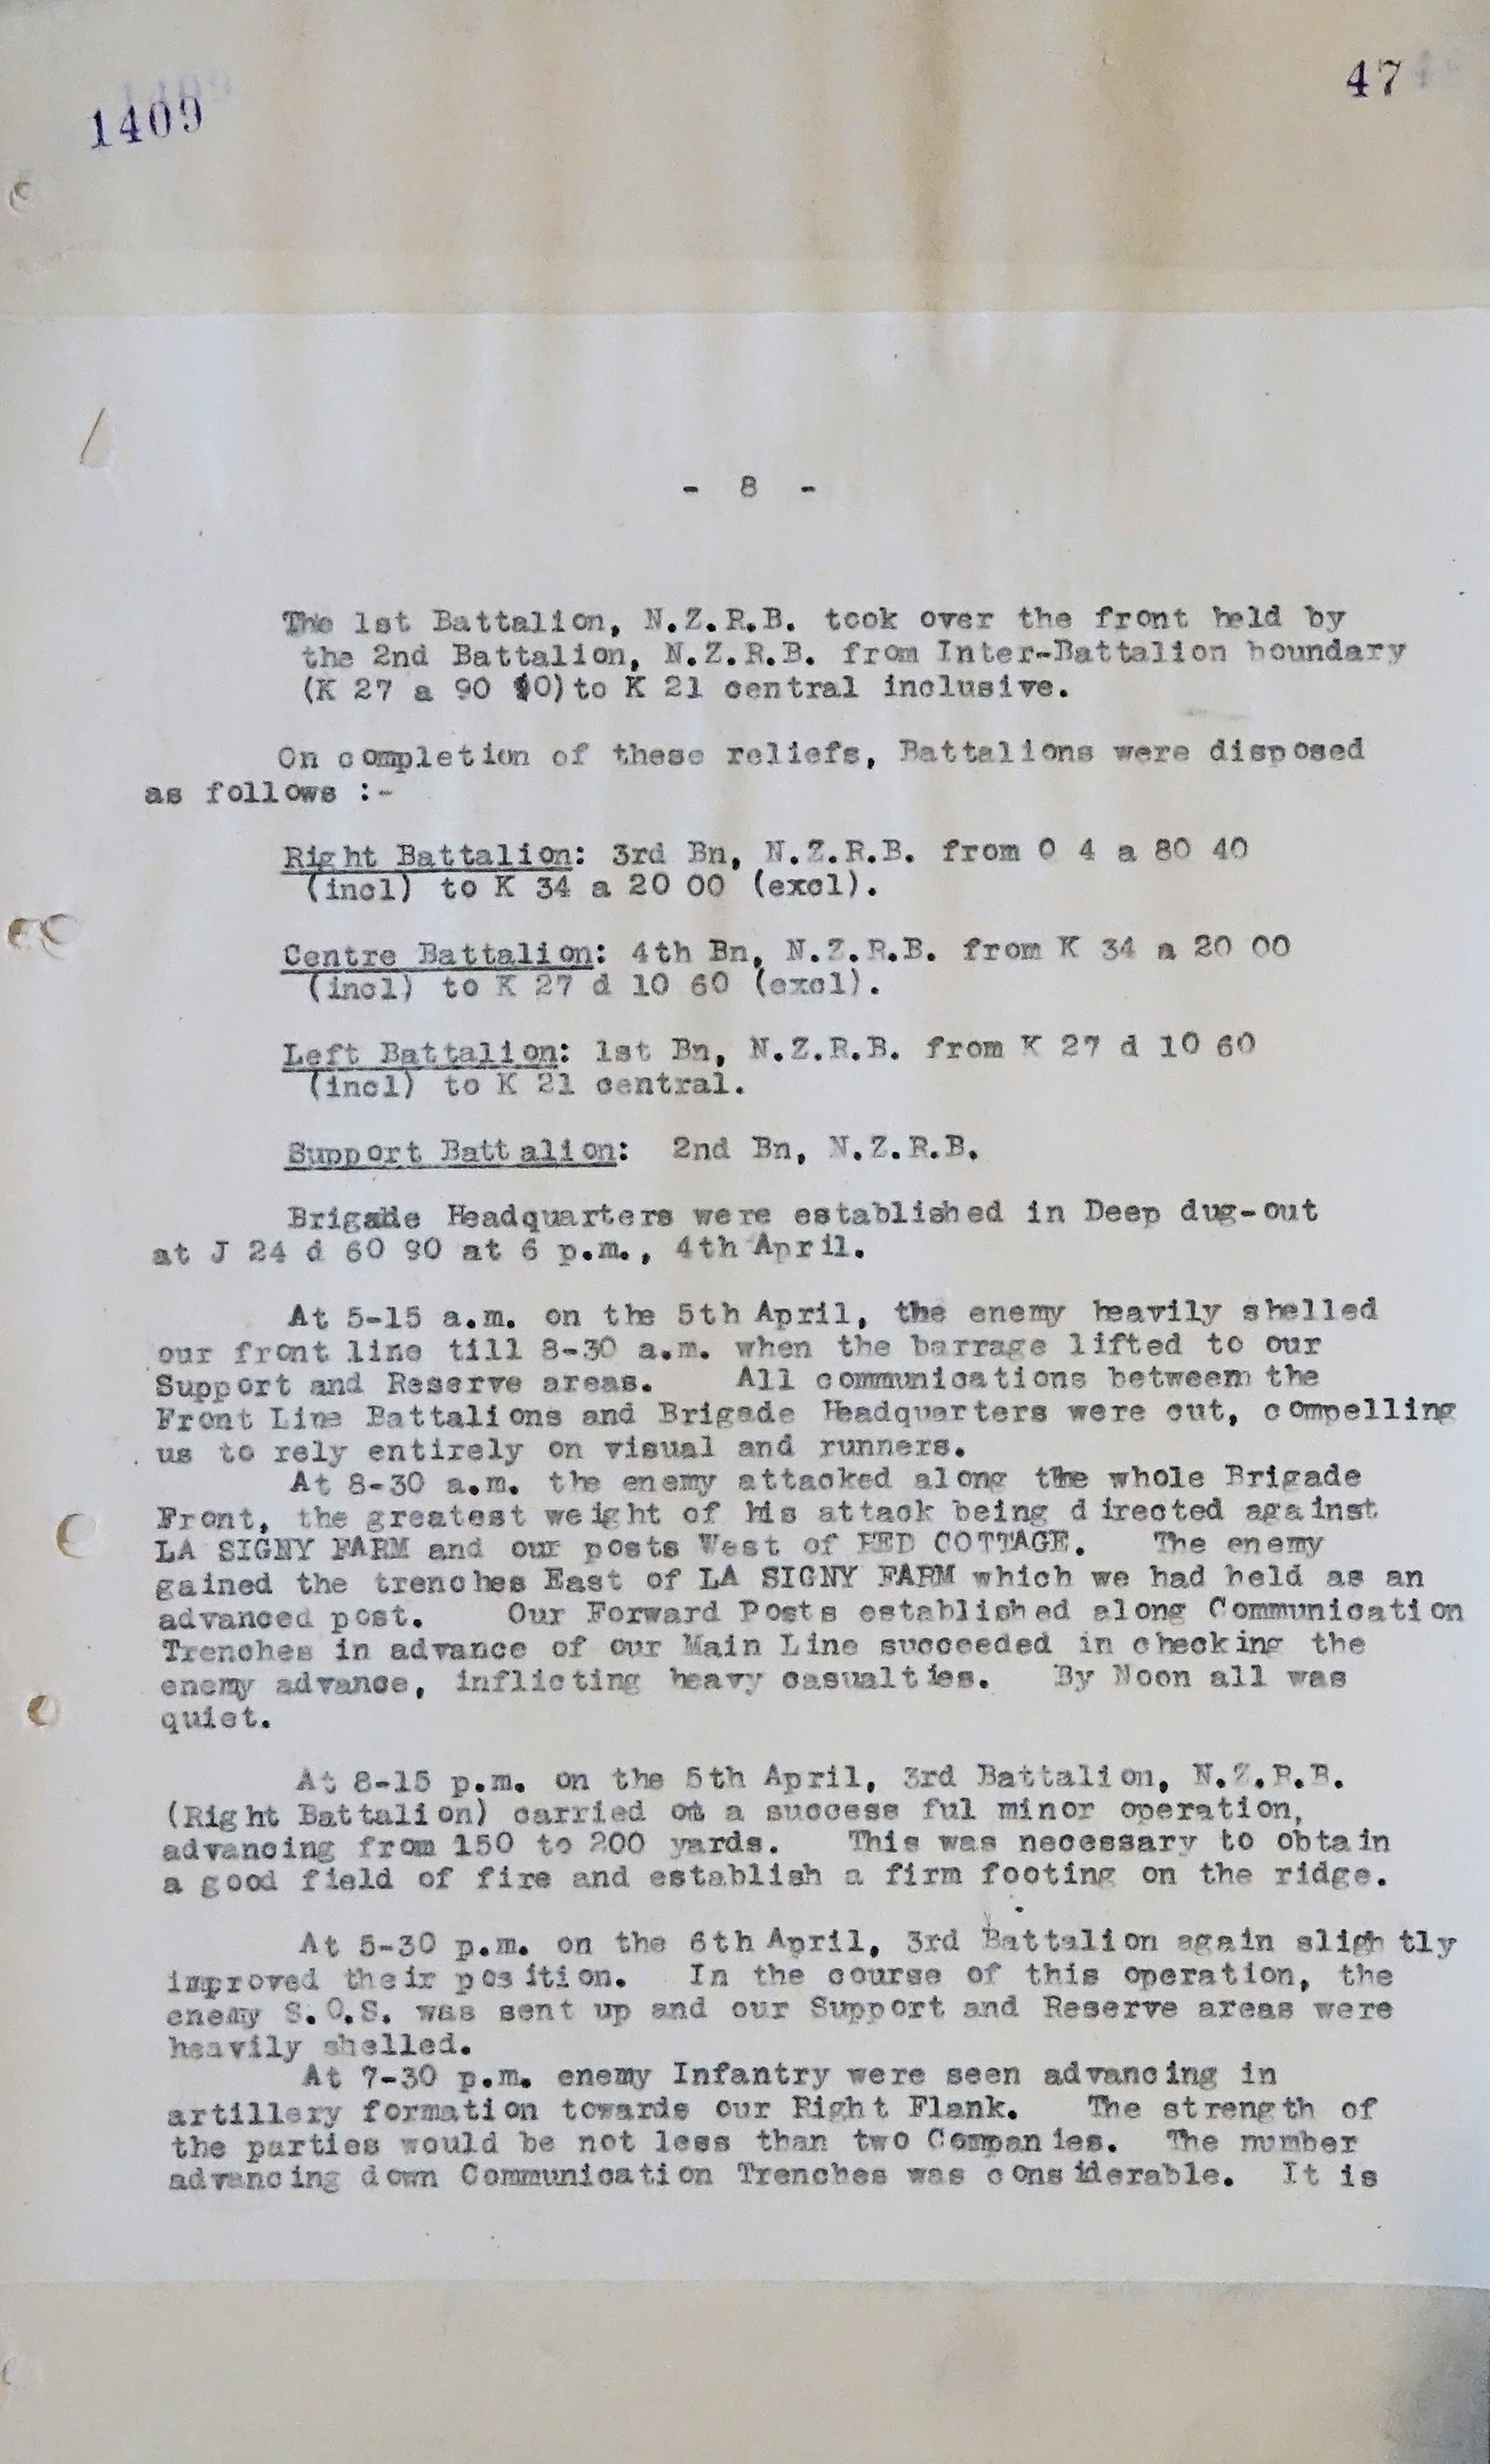 1409
47
- 8 -
The 1st Battalion, N.Z.R.B. took over the front held by
the 2nd Battalion, N.Z.R.B. from Inter-Battalion boundary
(K 27 a 90 10) to K 21 central inclusive.
On completion of these reliefs, Battalions were disposed
as follows :-
Right Battalion: 3rd Bn, N.Z.R.B. from Q 4 a 80 40
(incl) to K 34 a 20 00 (excl).
Centre Battalion: 4th Bn, N.Z.R.B. from K 34 a 20 00
(incl) to K 27 d 10 60 (excl).
Left Battalion: 1st Bn, N.Z.R.B. from K 27 d 10 60
(incl) to K 21 central.
Support Battalion: 2nd Bn, N.Z.R.B.
Brigade Headquarters were established in Deep dug-out
at J 24 d 60 90 at 6 p.m., 4th April.
At 5-15 a.m. on the 5th April, the enemy heavily shelled
our front line till 8-30 a.m. when the barrage lifted to our
Support and Reserve areas. All communications between the
Front Line Battalions and Brigade Headquarters were cut, compelling
us to rely entirely on visual and runners.
At 8-30 a.m. the enemy attacked along the whole Brigade
Front, the greatest weight of his attack being directed against
LA SIGNY FARM and our posts West of RED COTTAGE. The enemy
gained the trenches East of LA SIGNY FARM which we had held as an
advanced post. Our Forward Posts established along Communication
Trenches in advance of our Main Line succeeded in checking the
enemy advance, inflicting heavy casualties. By Noon all was
quiet.
At 8-15 p.m. on the 5th April, 3rd Battalion, N.Z.R.B.
(Right Battalion) carried out a success ful minor operation,
advancing from 150 to 200 yards. This was necessary to obtain
a good field of fire and establish a firm footing on the ridge.
At 5-30 p.m. on the 6th April, 3rd Battalion again slightly
improved their position. In the course of this operation, the
enemy S.O.S. was sent up and our Support and Reserve areas were
heavily shelled.
At 7-30 p.m. enemy Infantry were seen advancing in
artillery formation towards our Right Flank. The strength of
the parties would be not less than two Companies. The number
advancing down Communication Trenches was considerable. It is